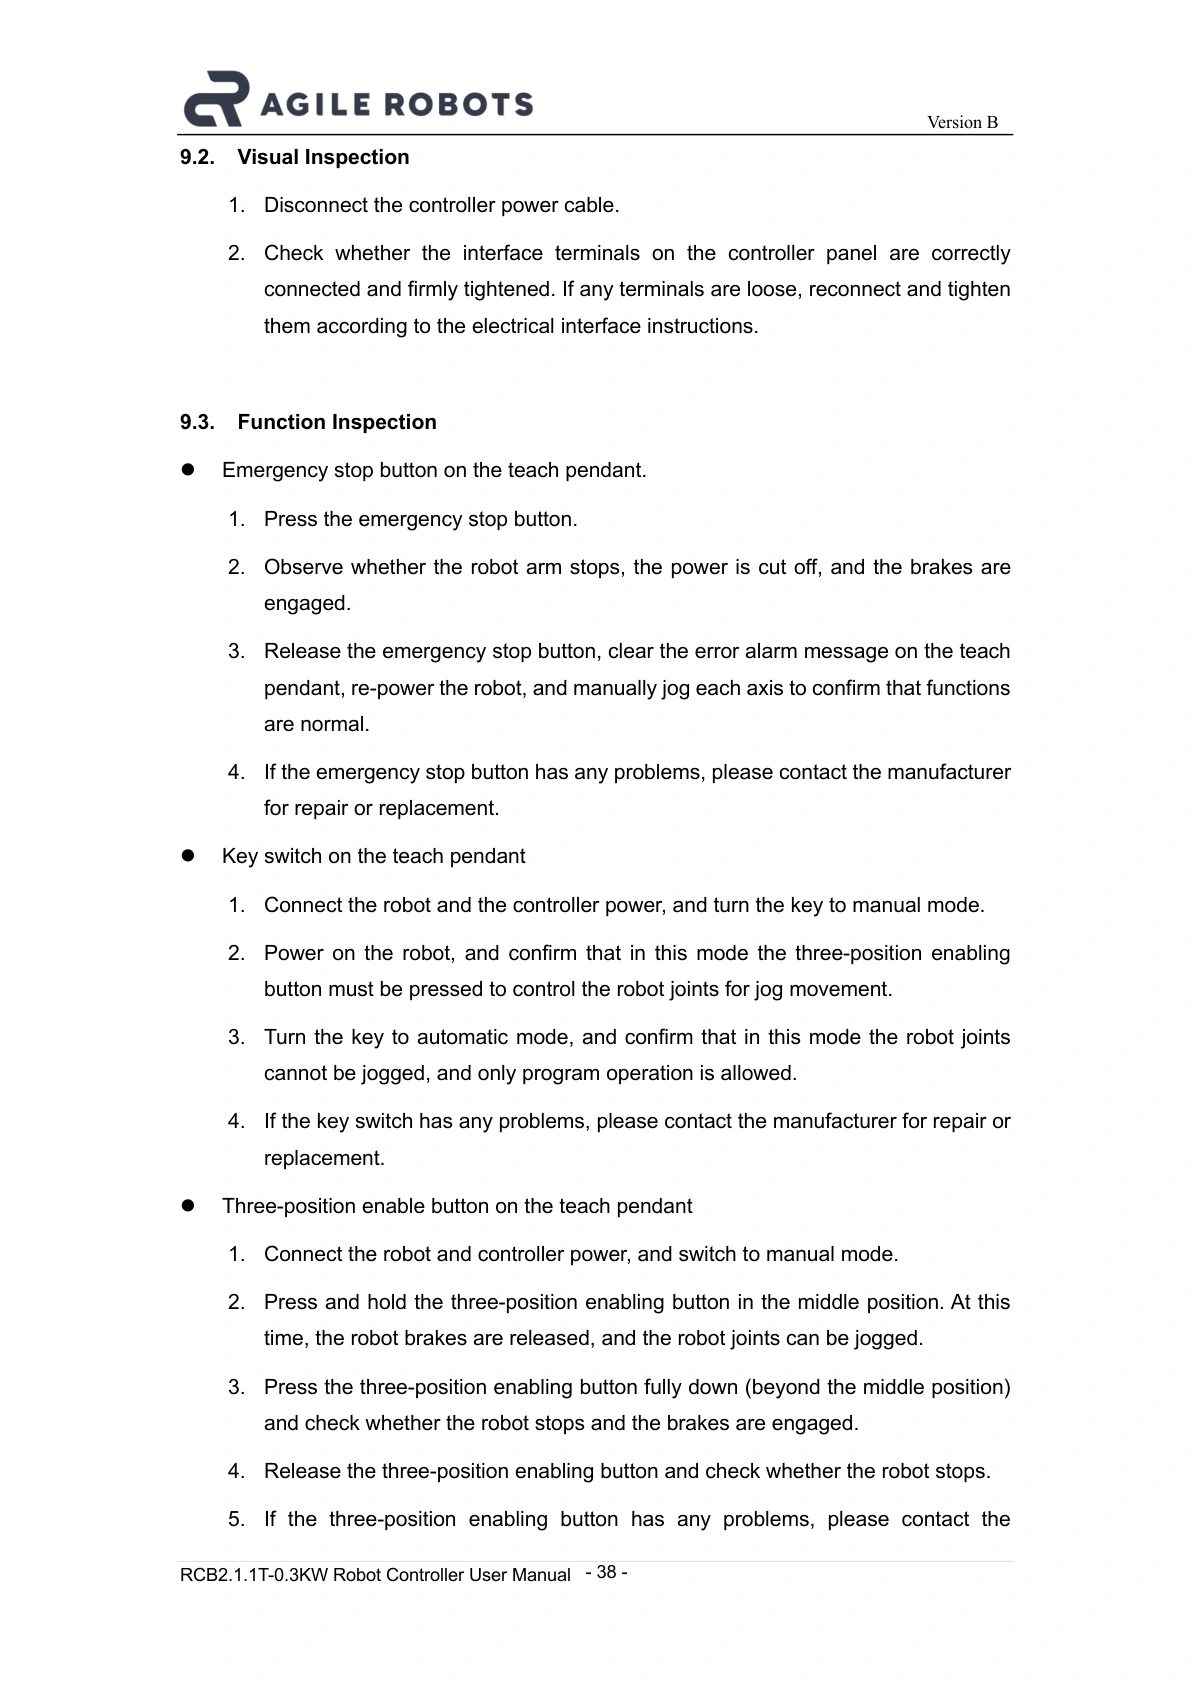 AGILE ROBOTS
Version B
9.2. Visual Inspection
1. Disconnect the controller power cable.
2. Check whether the interface terminals on the controller panel are correctly
connected and firmly tightened. If any terminals are loose, reconnect and tighten
them according to the electrical interface instructions.
9.3. Function Inspection
● Emergency stop button on the teach pendant.
1. Press the emergency stop button.
2. Observe whether the robot arm stops, the power is cut off, and the brakes are
engaged.
3. Release the emergency stop button, clear the error alarm message on the teach
pendant, re-power the robot, and manually jog each axis to confirm that functions
are normal.
4. If the emergency stop button has any problems, please contact the manufacturer
for repair or replacement.
● Key switch on the teach pendant
1. Connect the robot and the controller power, and turn the key to manual mode.
2. Power on the robot, and confirm that in this mode the three-position enabling
button must be pressed to control the robot joints for jog movement.
3. Turn the key to automatic mode, and confirm that in this mode the robot joints
cannot be jogged, and only program operation is allowed.
4. If the key switch has any problems, please contact the manufacturer for repair or
replacement.
● Three-position enable button on the teach pendant
1. Connect the robot and controller power, and switch to manual mode.
2. Press and hold the three-position enabling button in the middle position. At this
time, the robot brakes are released, and the robot joints can be jogged.
3. Press the three-position enabling button fully down (beyond the middle position)
and check whether the robot stops and the brakes are engaged.
4. Release the three-position enabling button and check whether the robot stops.
5. If the three-position enabling button has any problems, please contact the
RCB2.1.1T-0.3KW Robot Controller User Manual - 38 -